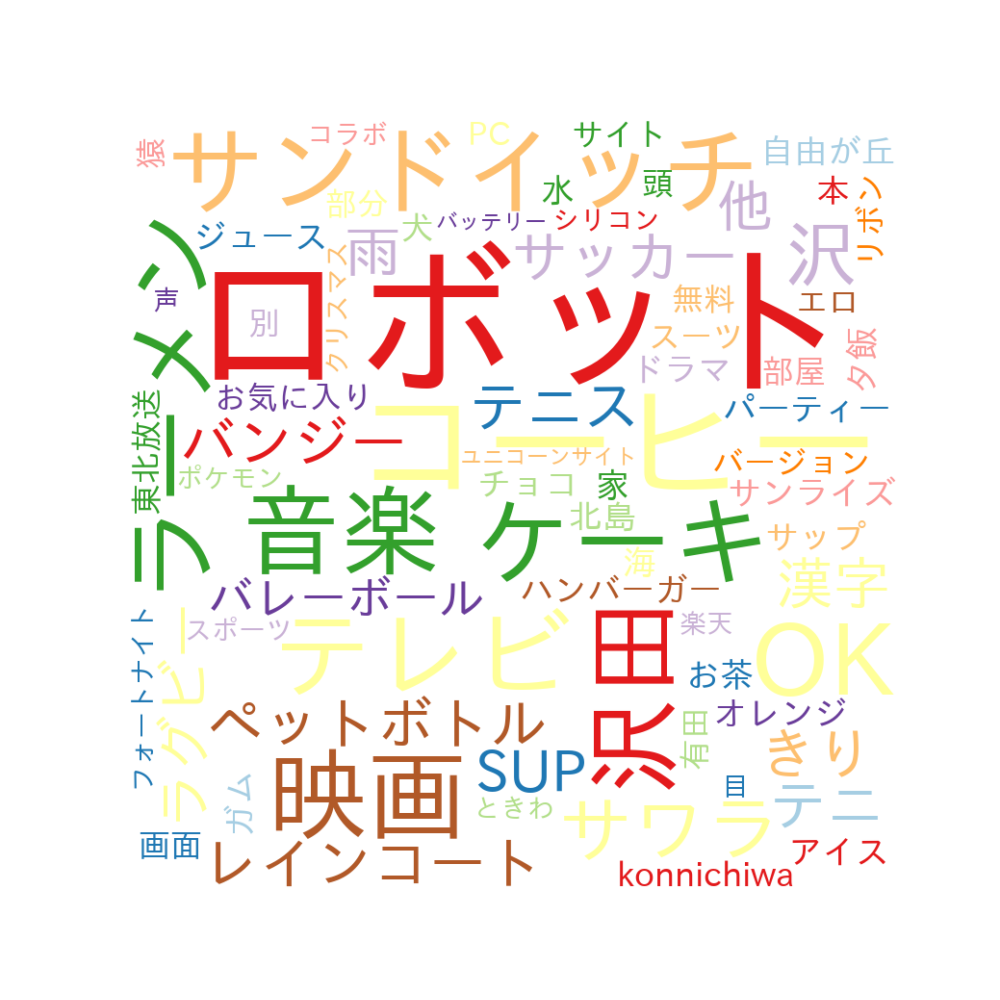 猿
サンドイッチ
コラボ
PC
サイト
自由が丘
部分
水
頭
他
本
リボン
ラーメン
ジュース
雨
犬
バッテリー
シリコン
サッカー
沢
声
ロボット
別
クリスマス
無料
エロ
スーツ
ドラマ
部屋
夕飯
お気に入り
テニス
パーティー
東北放送
バンジー
コーヒー
ユニコーンサイト
バージョン
ポケモン
チョコ
家
サンライズ
音楽
ケーキ
北島
サップ
海
漢字
バレーボール
ハンバーガー
フォートナイト
ラグビー
スポーツ
テレビ
沢田
楽天
OK
お茶
ペットボトル
有田
オレンジ
映画
SUP
きり
ガム
ときわ
サワラ
目
テニ
画面
レインコート
アイス
konnichiwa